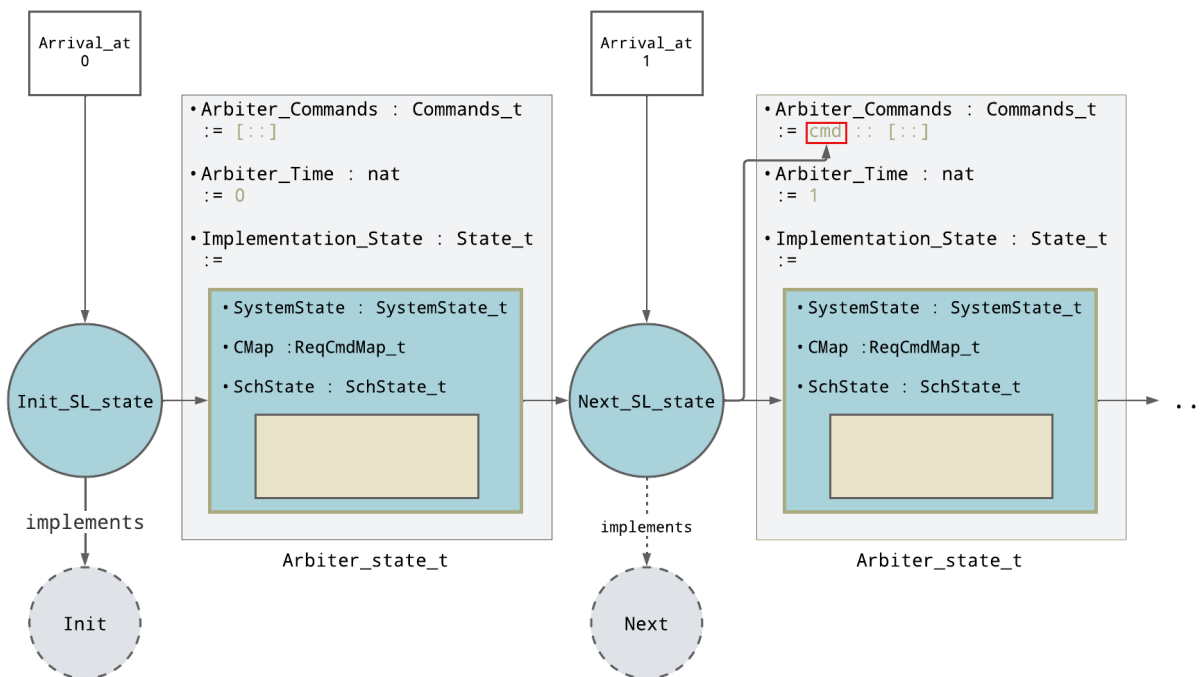 Arrival_at
0
Arrival_at
1
•Arbiter_Commands : Commands_t
:= [::]
•Arbiter_Time : nat
:= 0
•Implementation_State : State_t
:=
•SystemState : SystemState_t
•CMap :ReqCmdMap_t
•SchState : SchState_t
•Arbiter_Commands : Commands_t
:= cmd :: [::]
•Arbiter_Time : nat
:= 1
•Implementation_State : State_t
:=
•SystemState : SystemState_t
•CMap :ReqCmdMap_t
•SchState : SchState_t
Init_SL_state
Next_SL_state
..
implements
implements
Arbiter_state_t
Arbiter_state_t
Init
Next